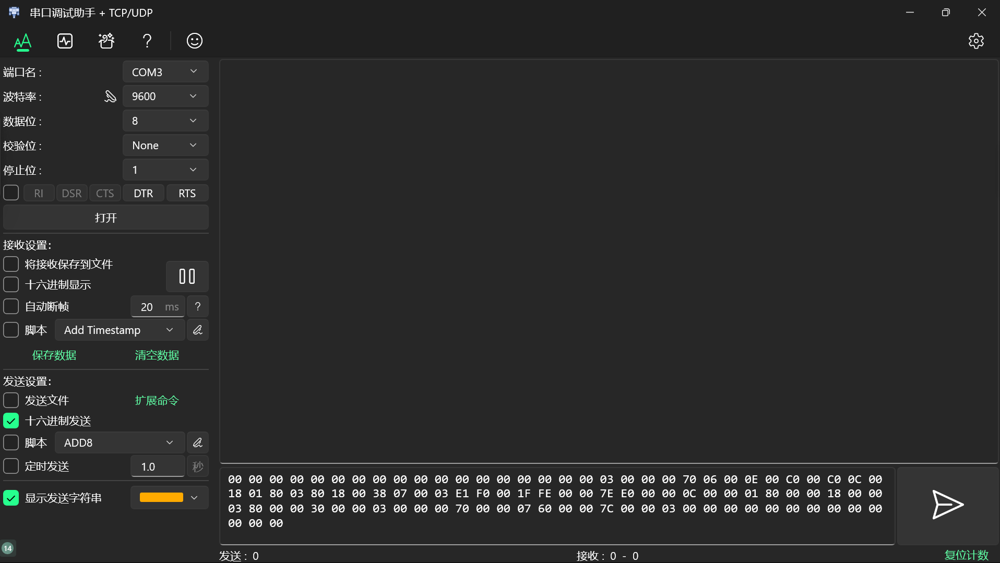 串口调试助手 + TCP/UDP
端口名 :
COM3
波特率 :
9600
数据位 :
8
校验位 :
None
停止位 :
1
RI DSR CTS DTR RTS
打开
接收设置:
将接收保存到文件
十六进制显示
自动断帧
20 ms ?
脚本
Add Timestamp
保存数据
清空数据
发送设置:
发送文件
扩展命令
十六进制发送
脚本
ADD8
定时发送
1.0 秒
显示发送字符串
14
00 00 00 00 00 00 00 00 00 00 00 00 00 00 00 00 00 00 03 00 00 00 70 06 00 0E 00 C0 00 C0 0C 00
18 01 80 03 80 18 00 38 07 00 03 E1 F0 00 1F FE 00 00 7E E0 00 00 0C 00 00 01 80 00 00 18 00 00
03 80 00 00 30 00 00 03 00 00 00 70 00 00 07 60 00 00 7C 00 00 03 00 00 00 00 00 00 00 00 00 00
00 00 00
发送 : 0
接收 : 0 - 0
复位计数